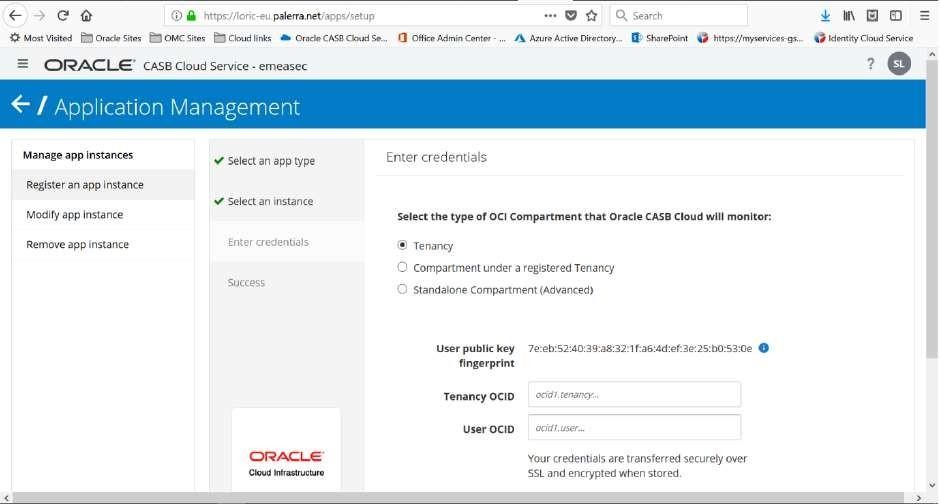 https://loric-eu.palerra.net/apps/setup
Search
Most Visited Oracle Sites OMC Sites Cloud links Oracle CASB Cloud Se... Office Admin Center - ... Azure Active Directory... SharePoint https://myservices-gs... Identity Cloud Service
ORACLE CASB Cloud Service - emeasec
? SL
/ Application Management
Manage app instances
Register an app instance
Modify app instance
Remove app instance
Select an app type
Select an instance
Enter credentials
Success
ORACLE
Cloud Infrastructure
Enter credentials
Select the type of OCI Compartment that Oracle CASB Cloud will monitor:
Tenancy
Compartment under a registered Tenancy
Standalone Compartment (Advanced)
User public key
fingerprint
7e:eb:52:40:39:a8:32:1f:a6:4d:ef:3e:25:b0:53:0e
Tenancy OCID
ocid1.tenancy...
User OCID
ocid1.user...
Your credentials are transferred securely over
SSL and encrypted when stored.